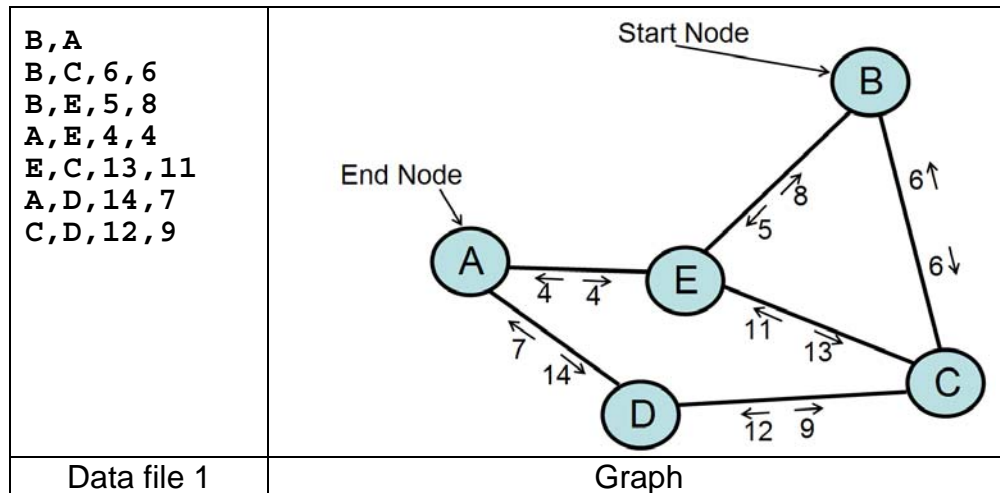 B,A
B,C,6,6
B,E,5,8
A,E,4,4
E,C,13,11
A,D,14,7
C,D,12,9
Start Node
B
End Node
8
5
6↑
6↓
A
E
4 4
11
13
7
14
C
D
12 9
Data file 1
Graph